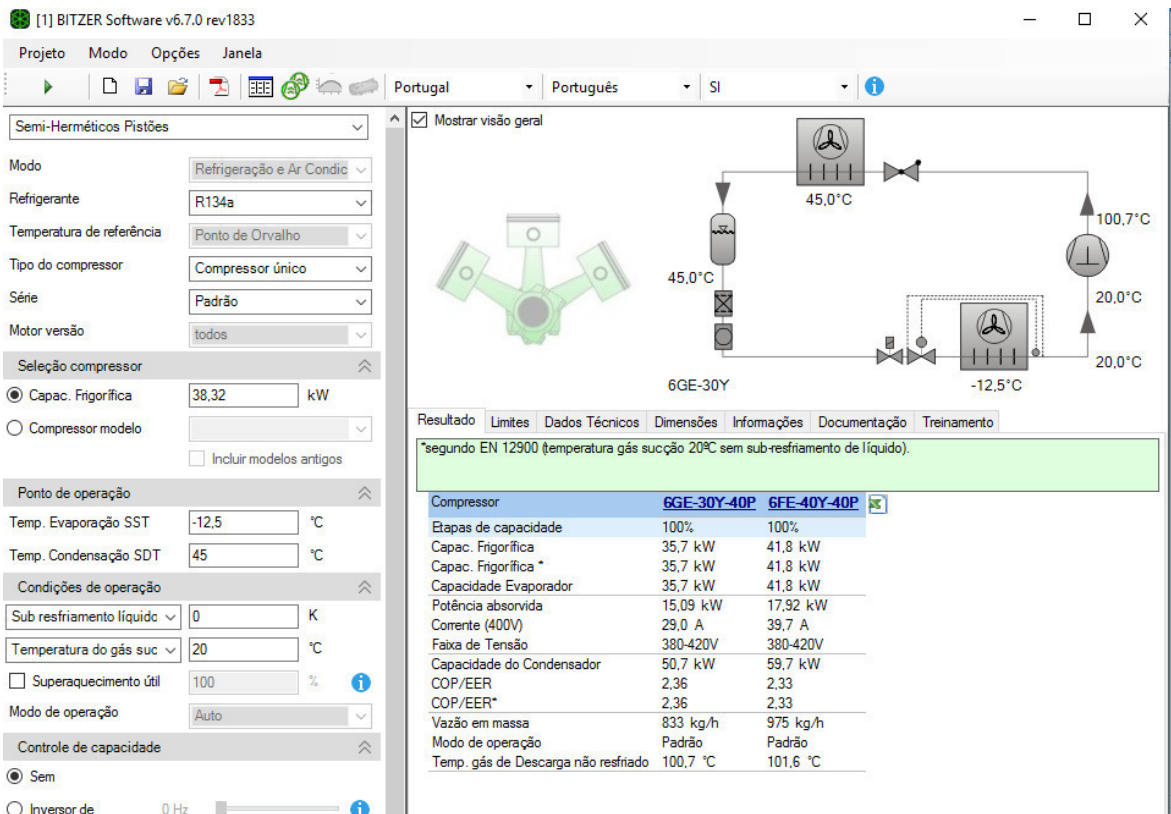 [1] BITZER Software v6.7.0 rev1833
Projeto Modo Opções Janela
Portugal Português SI
Semi-Herméticos Pistões
Modo Refrigeração e Ar Condic
Refrigerante R134a
Temperatura de referência Ponto de Orvalho
Tipo do compressor Compressor único
Série Padrão
Motor versão todos
Seleção compressor
Capac. Frigorífica 38,32 kW
Compressor modelo
Incluir modelos antigos
Ponto de operação
Temp. Evaporação SST -12,5 °C
Temp. Condensação SDT 45 °C
Condições de operação
Sub resfriamento líquido 0 K
Temperatura do gás suc 20 °C
Superaquecimento útil 100 %
Modo de operação Auto
Controle de capacidade
Sem
Inversor de 0 Hz
Mostrar visão geral
45,0°C
100,7°C
45,0°C
20,0°C
20,0°C
6GE-30Y
-12,5°C
Resultado Limites Dados Técnicos Dimensões Informações Documentação Treinamento
*segundo EN 12900 (temperatura gás sucção 20ºC sem sub-resfriamento de líquido).
Compressor 6GE-30Y-40P 6FE-40Y-40P
Etapas de capacidade 100% 100%
Capac. Frigorífica 35,7 kW 41,8 kW
Capac. Frigorífica * 35,7 kW 41,8 kW
Capacidade Evaporador 35,7 kW 41,8 kW
Potência absorvida 15,09 kW 17,92 kW
Corrente (400V) 29,0 A 39,7 A
Faixa de Tensão 380-420V 380-420V
Capacidade do Condensador 50,7 kW 59,7 kW
COP/EER 2,36 2,33
COP/EER* 2,36 2,33
Vazão em massa 833 kg/h 975 kg/h
Modo de operação Padrão Padrão
Temp. gás de Descarga não resfriado 100,7 °C 101,6 °C